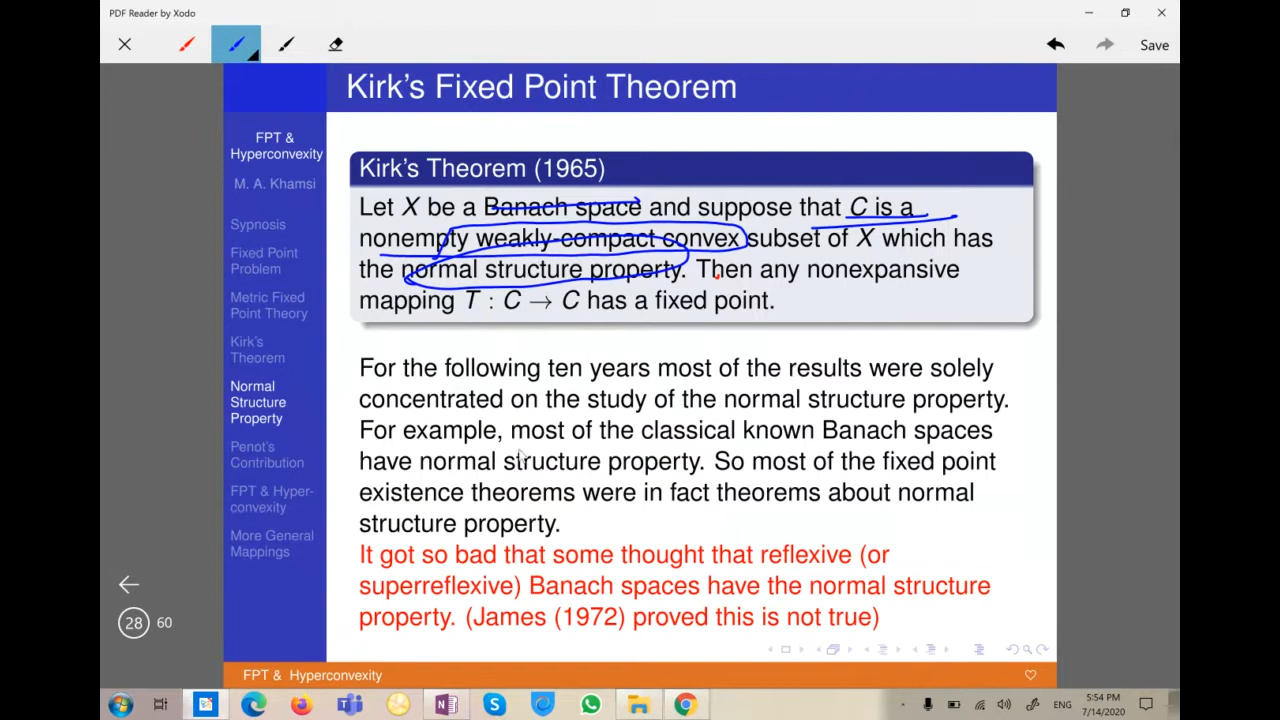 PDF Reader by Xodo
Save
Kirk's Fixed Point Theorem
FPT &
Hyperconvexity
M. A. Khamsi
Sypnosis
Fixed Point
Problem
Metric Fixed
Point Theory
Kirk's
Theorem
Normal
Structure
Property
Penot's
Contribution
FPT & Hyper-
convexity
More General
Mappings
Kirk's Theorem (1965)
Let X be a Banach space and suppose that C is a
nonempty weakly-compact convex subset of X which has
the normal structure property. Then any nonexpansive
mapping T : C → C has a fixed point.
For the following ten years most of the results were solely
concentrated on the study of the normal structure property.
For example, most of the classical known Banach spaces
have normal structure property. So most of the fixed point
existence theorems were in fact theorems about normal
structure property.
It got so bad that some thought that reflexive (or
superreflexive) Banach spaces have the normal structure
property. (James (1972) proved this is not true)
28 60
FPT & Hyperconvexity
ENG
5:54 PM
7/14/2020